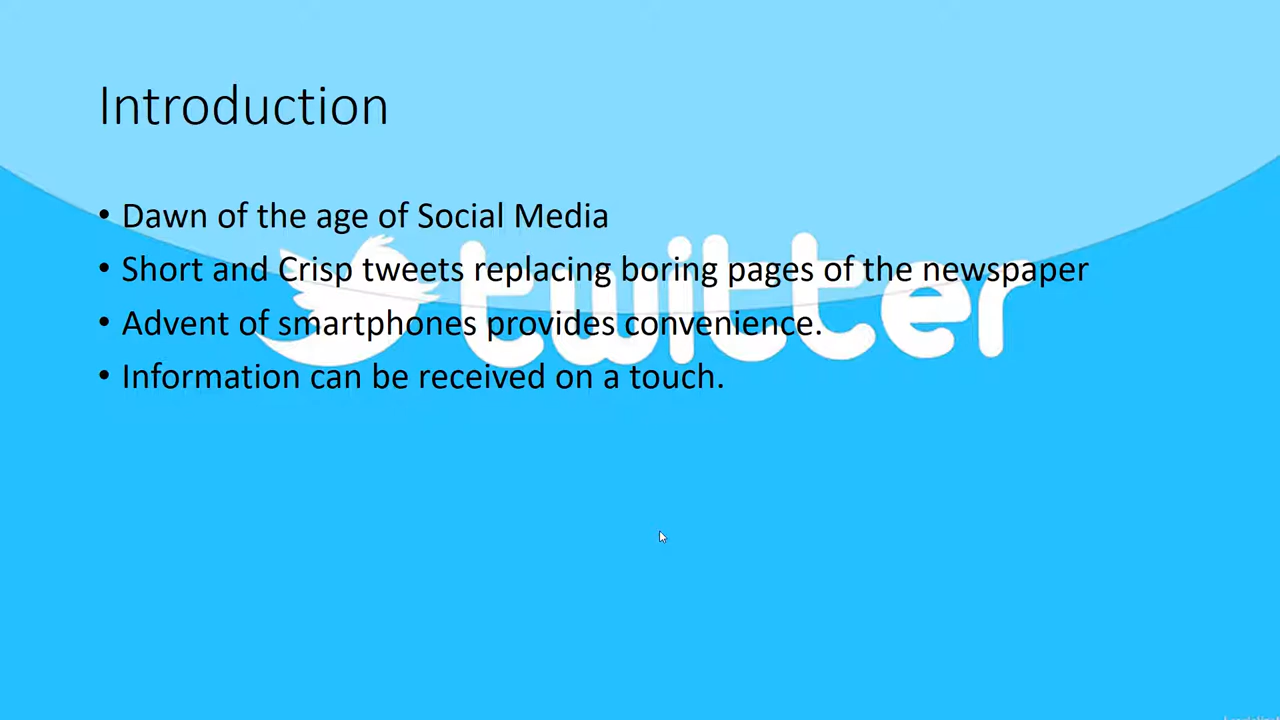 Introduction
• Dawn of the age of Social Media
• Short and Crisp tweets replacing boring pages of the newspaper
• Advent of smartphones provides convenience.
• Information can be received on a touch.
twitter